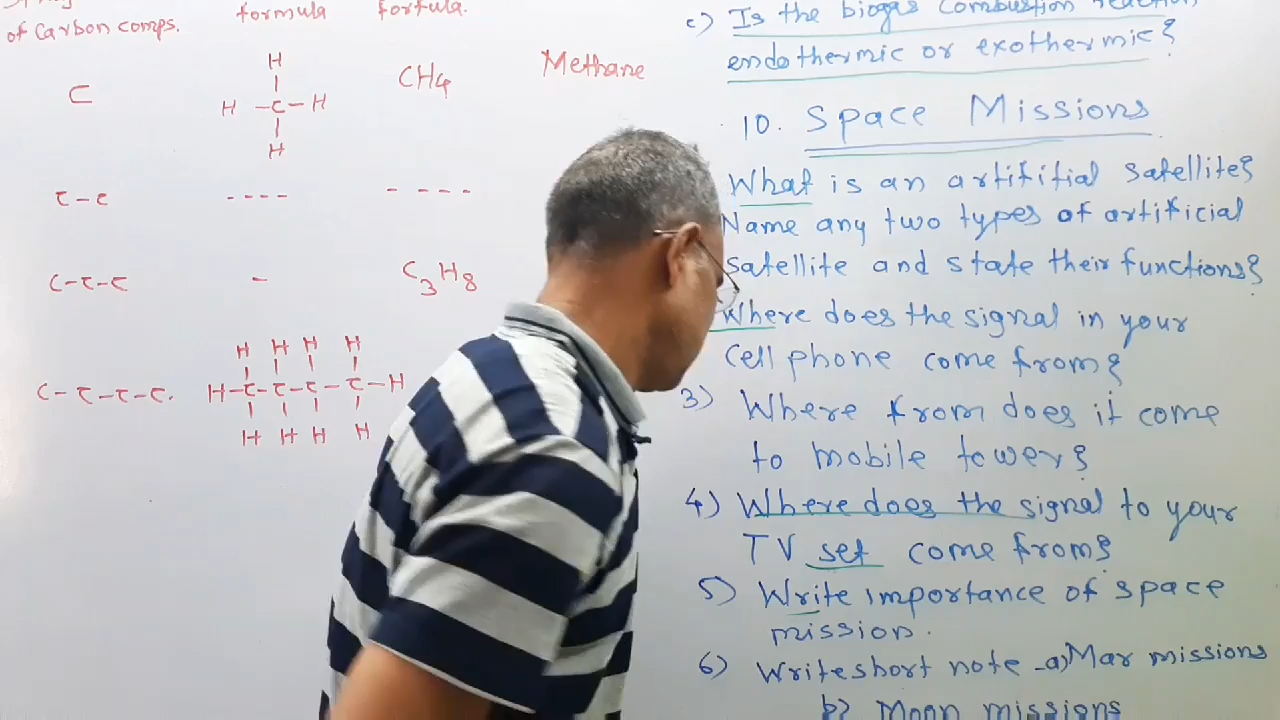 of Carbon comps.
formula
C
H
|
H -C- H
|
H
CH4
Methane
C-C
----
- - - -
C-C-C
-
C3H8
C-C-C-C.
H H H H
| | | |
H-C-C-C-C-H
| | | |
H H H H
c) Is the biogas Combustion
endothermic or exothermic?
10. Space Missions
What is an artifitial satellite?
Name any two types of artificial
satellite and state their functions?
Where does the signal in your
Cell phone come from?
3) Where from does it come
to mobile tower?
4) Where does the signal to your
TV set come from?
5) Write importance of space
mission.
6) Write short note - a) Mar missions
b) Moon missions